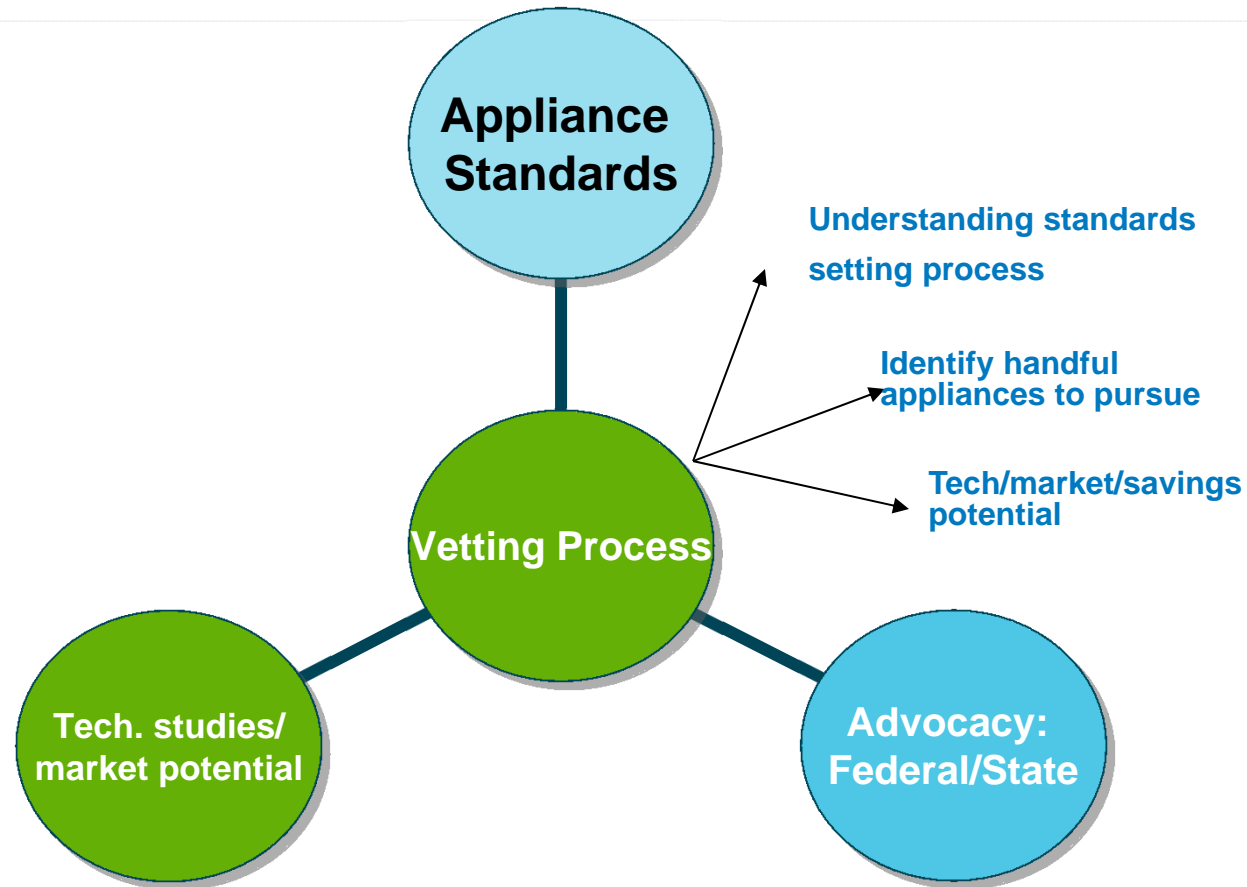 Appliance
Standards
Understanding standards
setting process
Identify handful
appliances to pursue
Tech/market/savings
potential
Vetting Process
Tech. studies/
market potential
Advocacy:
Federal/State